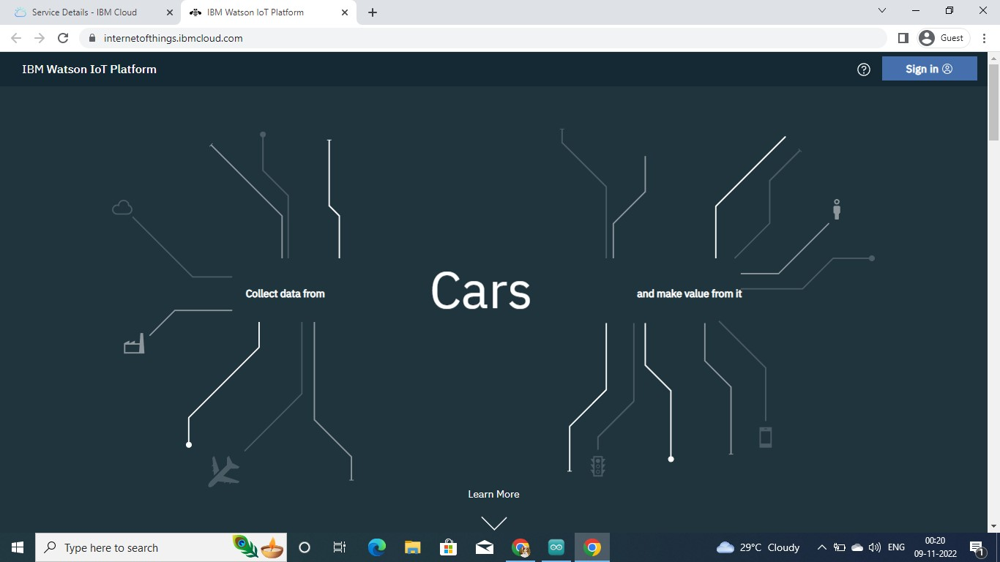 Service Details - IBM Cloud
IBM Watson IoT Platform
internetofthings.ibmcloud.com
Guest
IBM Watson IoT Platform
Sign in
Collect data from
Cars
and make value from it
Learn More
Type here to search
29°C Cloudy
ENG
00:20
09-11-2022
1